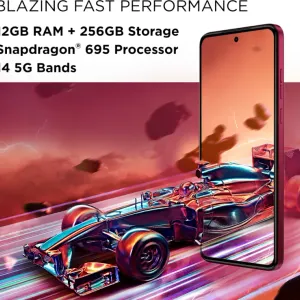 BLAZING FAST PERFORMANCE
12GB RAM + 256GB Storage
Snapdragon® 695 Processor
14 5G Bands